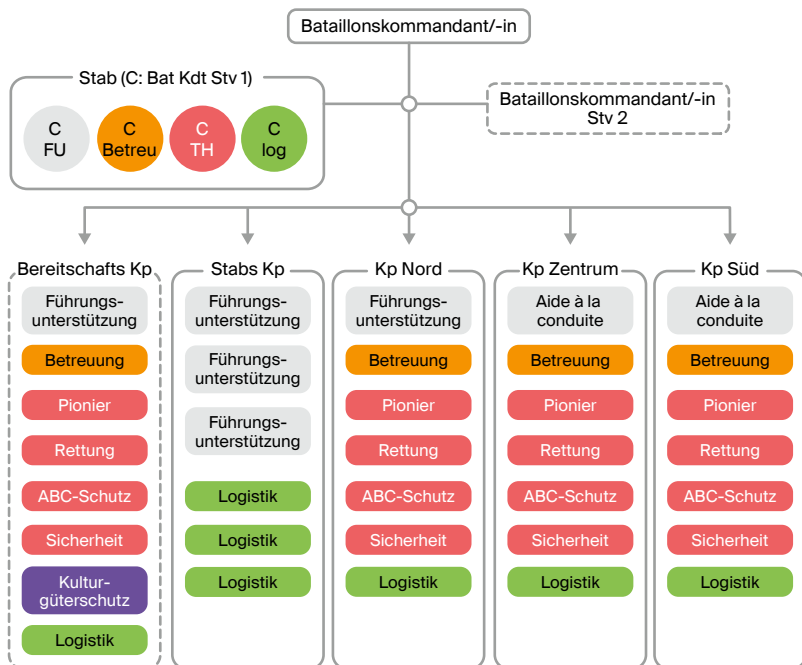 Bataillonskommandant/-in
Stab (C: Bat Kdt Stv 1)
C
FU
C
Betreu
C
TH
C
log
Bataillonskommandant/-in
Stv 2
Bereitschafts Kp
Führungs-
unterstützung
Betreuung
Pionier
Rettung
ABC-Schutz
Sicherheit
Kultur-
güterschutz
Logistik
Stabs Kp
Führungs-
unterstützung
Führungs-
unterstützung
Führungs-
unterstützung
Logistik
Logistik
Logistik
Kp Nord
Führungs-
unterstützung
Betreuung
Pionier
Rettung
ABC-Schutz
Sicherheit
Logistik
Kp Zentrum
Aide à la
conduite
Betreuung
Pionier
Rettung
ABC-Schutz
Sicherheit
Logistik
Kp Süd
Aide à la
conduite
Betreuung
Pionier
Rettung
ABC-Schutz
Sicherheit
Logistik